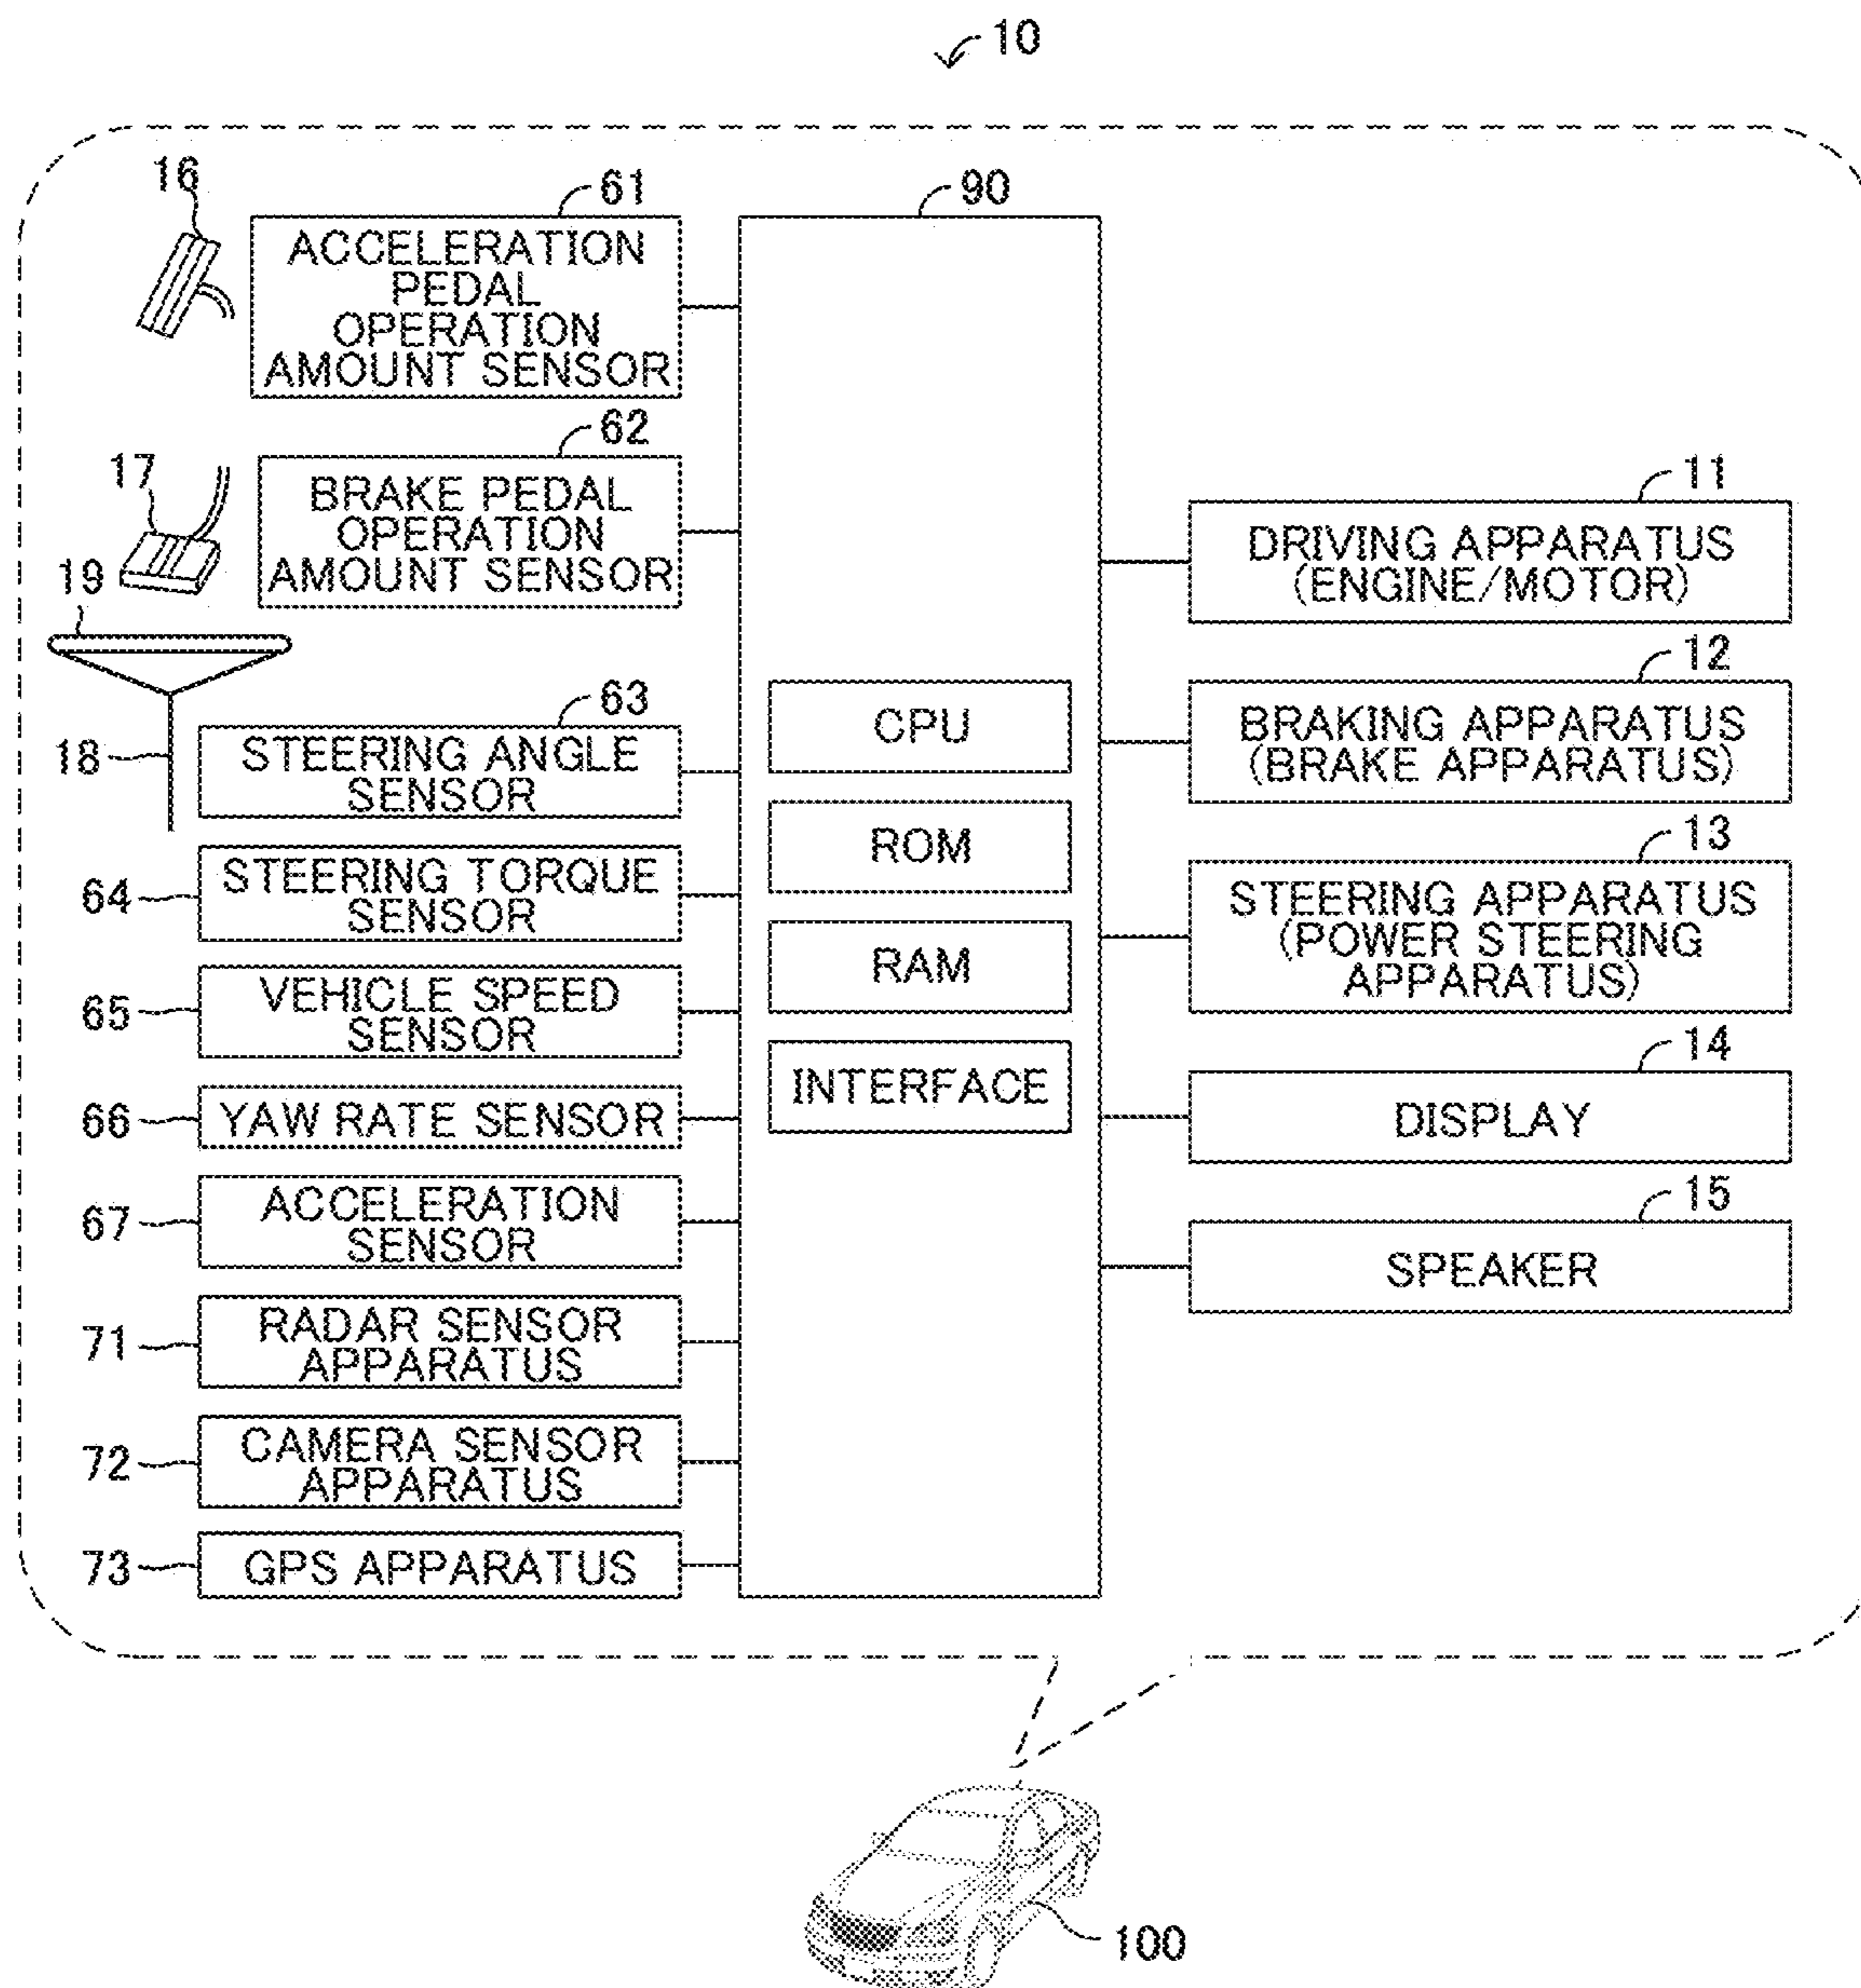 10
16
61
ACCELERATION
PEDAL
OPERATION
AMOUNT SENSOR
17
62
BRAKE PEDAL
OPERATION
AMOUNT SENSOR
19
18
63
STEERING ANGLE
SENSOR
64
STEERING TORQUE
SENSOR
65
VEHICLE SPEED
SENSOR
66
YAW RATE SENSOR
67
ACCELERATION
SENSOR
71
RADAR SENSOR
APPARATUS
72
CAMERA SENSOR
APPARATUS
73
GPS APPARATUS
90
CPU
ROM
RAM
INTERFACE
11
DRIVING APPARATUS
(ENGINE/MOTOR)
12
BRAKING APPARATUS
(BRAKE APPARATUS)
13
STEERING APPARATUS
(POWER STEERING
APPARATUS)
14
DISPLAY
15
SPEAKER
100